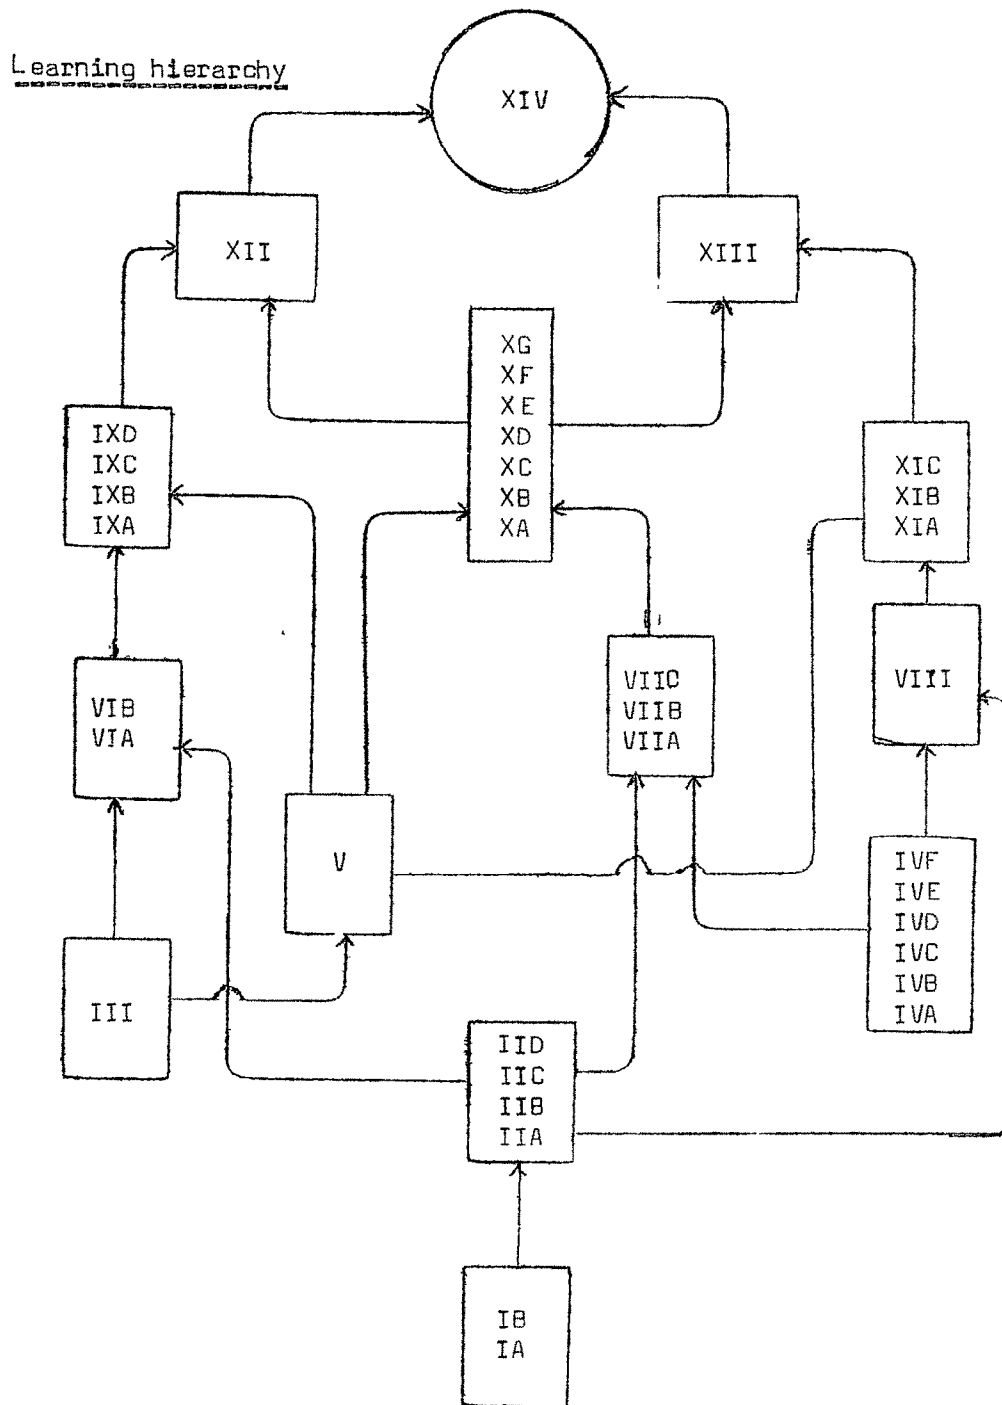 Learning hierarchy
XIV
XII
XIII
XG
XF
XE
XD
XC
XB
XA
IXD
IXC
IXB
IXA
XIC
XIB
XIA
VIB
VIA
VIIC
VIIB
VIIA
VIII
V
IVF
IVE
IVD
IVC
IVB
IVA
III
IID
IIC
IIB
IIA
IB
IA